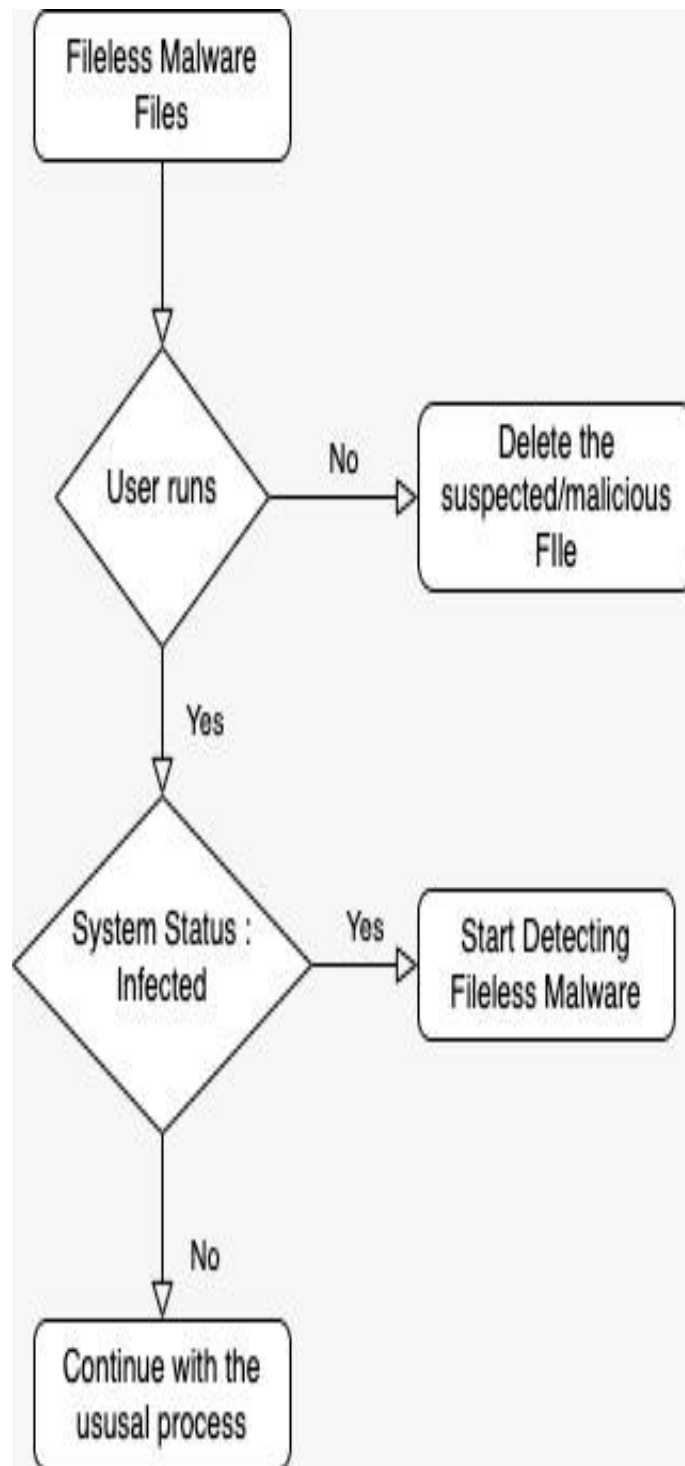 Fileless Malware
Files
User runs
No
Delete the
suspected/malicious
FIle
Yes
System Status :
Infected
Yes
Start Detecting
Fileless Malware
No
Continue with the
ususal process